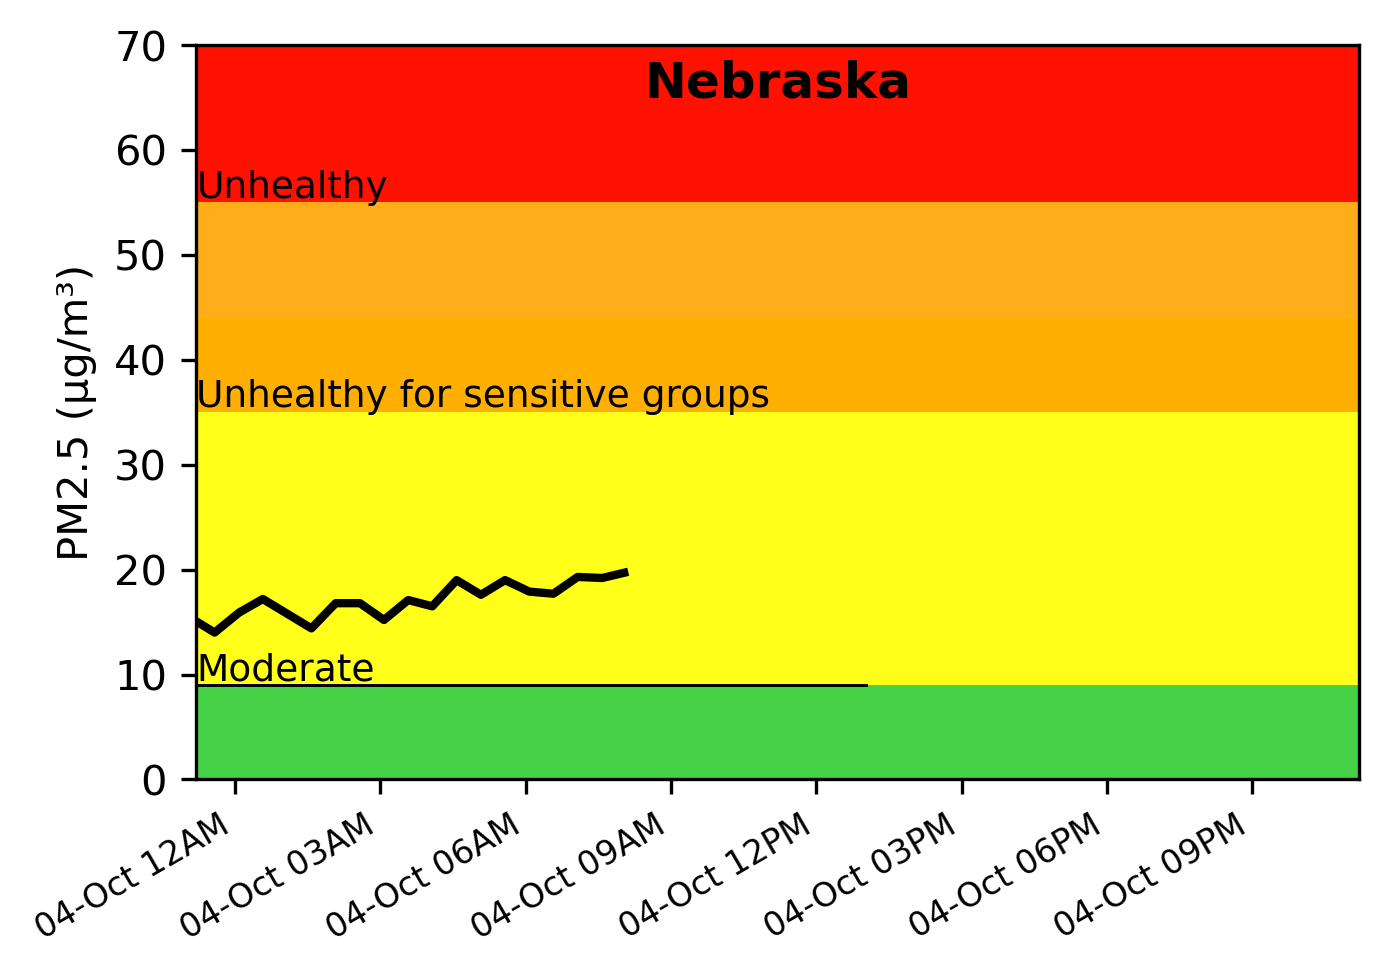 Nebraska
70
60
Unhealthy
50
40
Unhealthy for sensitive groups
30
20
10
Moderate
0
PM2.5 (µg/m³)
04-Oct 12AM
04-Oct 03AM
04-Oct 06AM
04-Oct 09AM
04-Oct 12PM
04-Oct 03PM
04-Oct 06PM
04-Oct 09PM